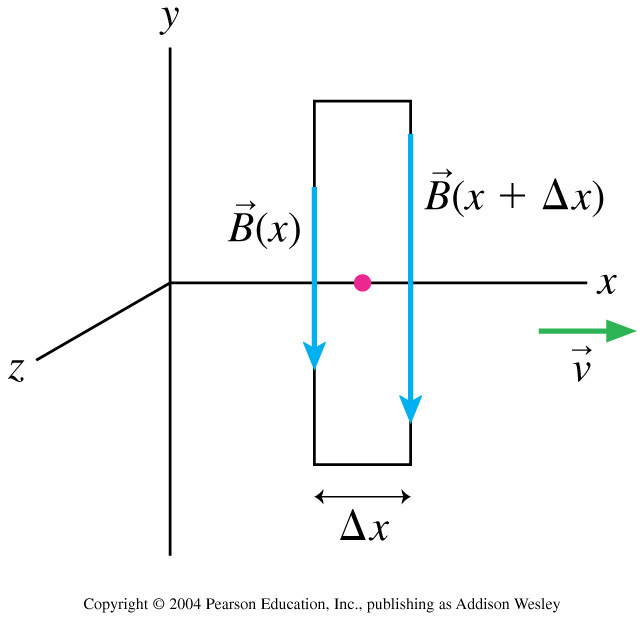 y
B⃗(x + Δx)
B⃗(x)
x
z
v⃗
Δx
Copyright © 2004 Pearson Education, Inc., publishing as Addison Wesley